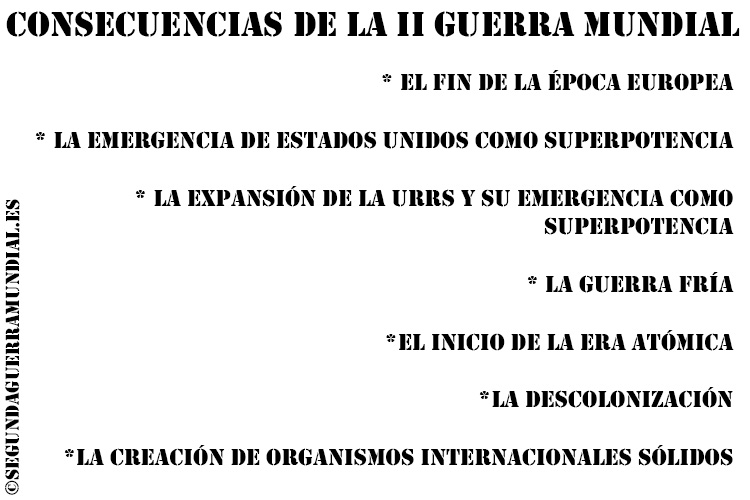 CONSECUENCIAS DE LA II GUERRA MUNDIAL
* EL FIN DE LA ÉPOCA EUROPEA
* LA EMERGENCIA DE ESTADOS UNIDOS COMO SUPERPOTENCIA
* LA EXPANSIÓN DE LA URRS Y SU EMERGENCIA COMO
SUPERPOTENCIA
* LA GUERRA FRÍA
*EL INICIO DE LA ERA ATÓMICA
*LA DESCOLONIZACIÓN
*LA CREACIÓN DE ORGANISMOS INTERNACIONALES SÓLIDOS
©SEGUNDAGUERRAMUNDIAL.ES